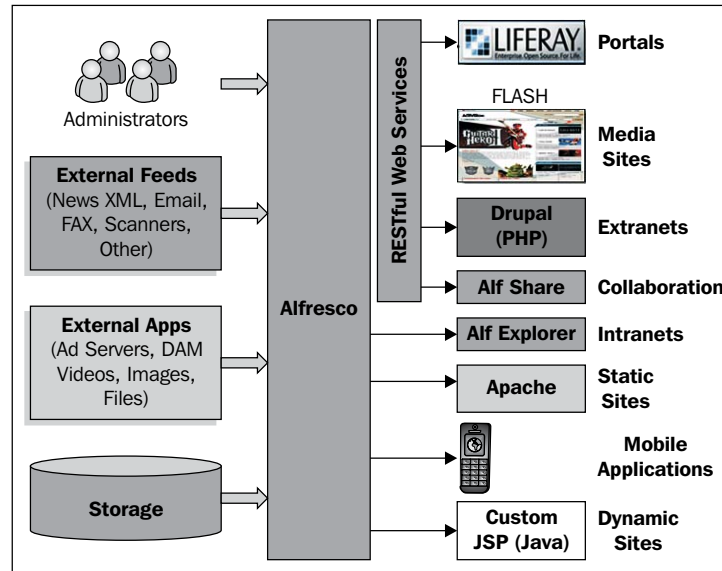 Administrators
External Feeds
(News XML, Email,
FAX, Scanners,
Other)
External Apps
(Ad Servers, DAM
Videos, Images,
Files)
Storage
Alfresco
RESTful Web Services
LIFERAY.
Enterprise. Open Source. For Life.
Portals
FLASH
Media
Sites
Drupal
(PHP)
Extranets
Alf Share
Collaboration
Alf Explorer
Intranets
Apache
Static
Sites
Mobile
Applications
Custom
JSP (Java)
Dynamic
Sites